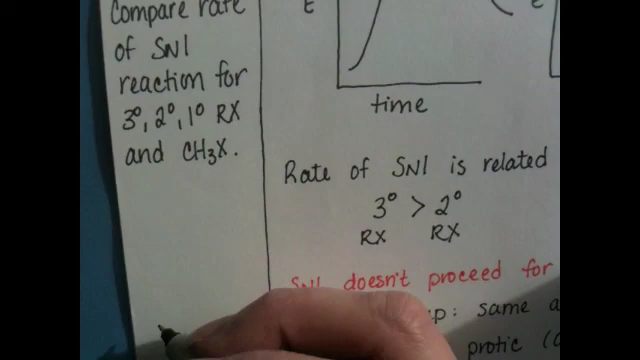 Compare rate
of SN1
reaction for
3°, 2°, 1° RX
and CH3X.
E
E
time
Rate of SN1 is related
3° > 2°
RX RX
SN1 doesn't proceed for
p: same a
protic (